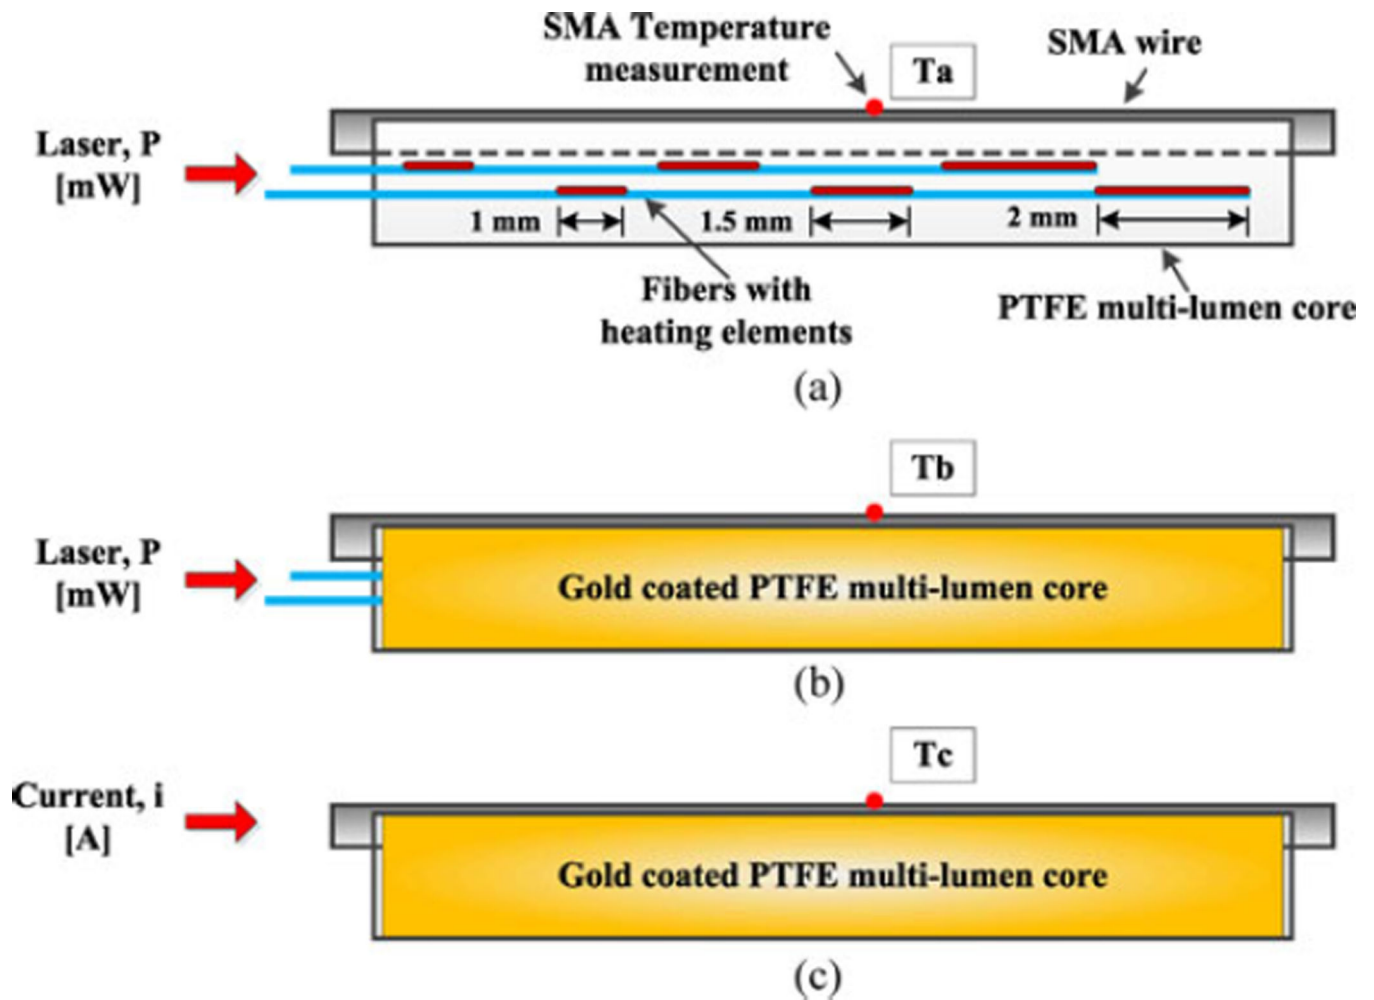 SMA Temperature
measurement
Ta
SMA wire
Laser, P
[mW]
1 mm
1.5 mm
2 mm
Fibers with
heating elements
PTFE multi-lumen core
(a)
Tb
Laser, P
[mW]
Gold coated PTFE multi-lumen core
(b)
Tc
Current, i
[A]
Gold coated PTFE multi-lumen core
(c)